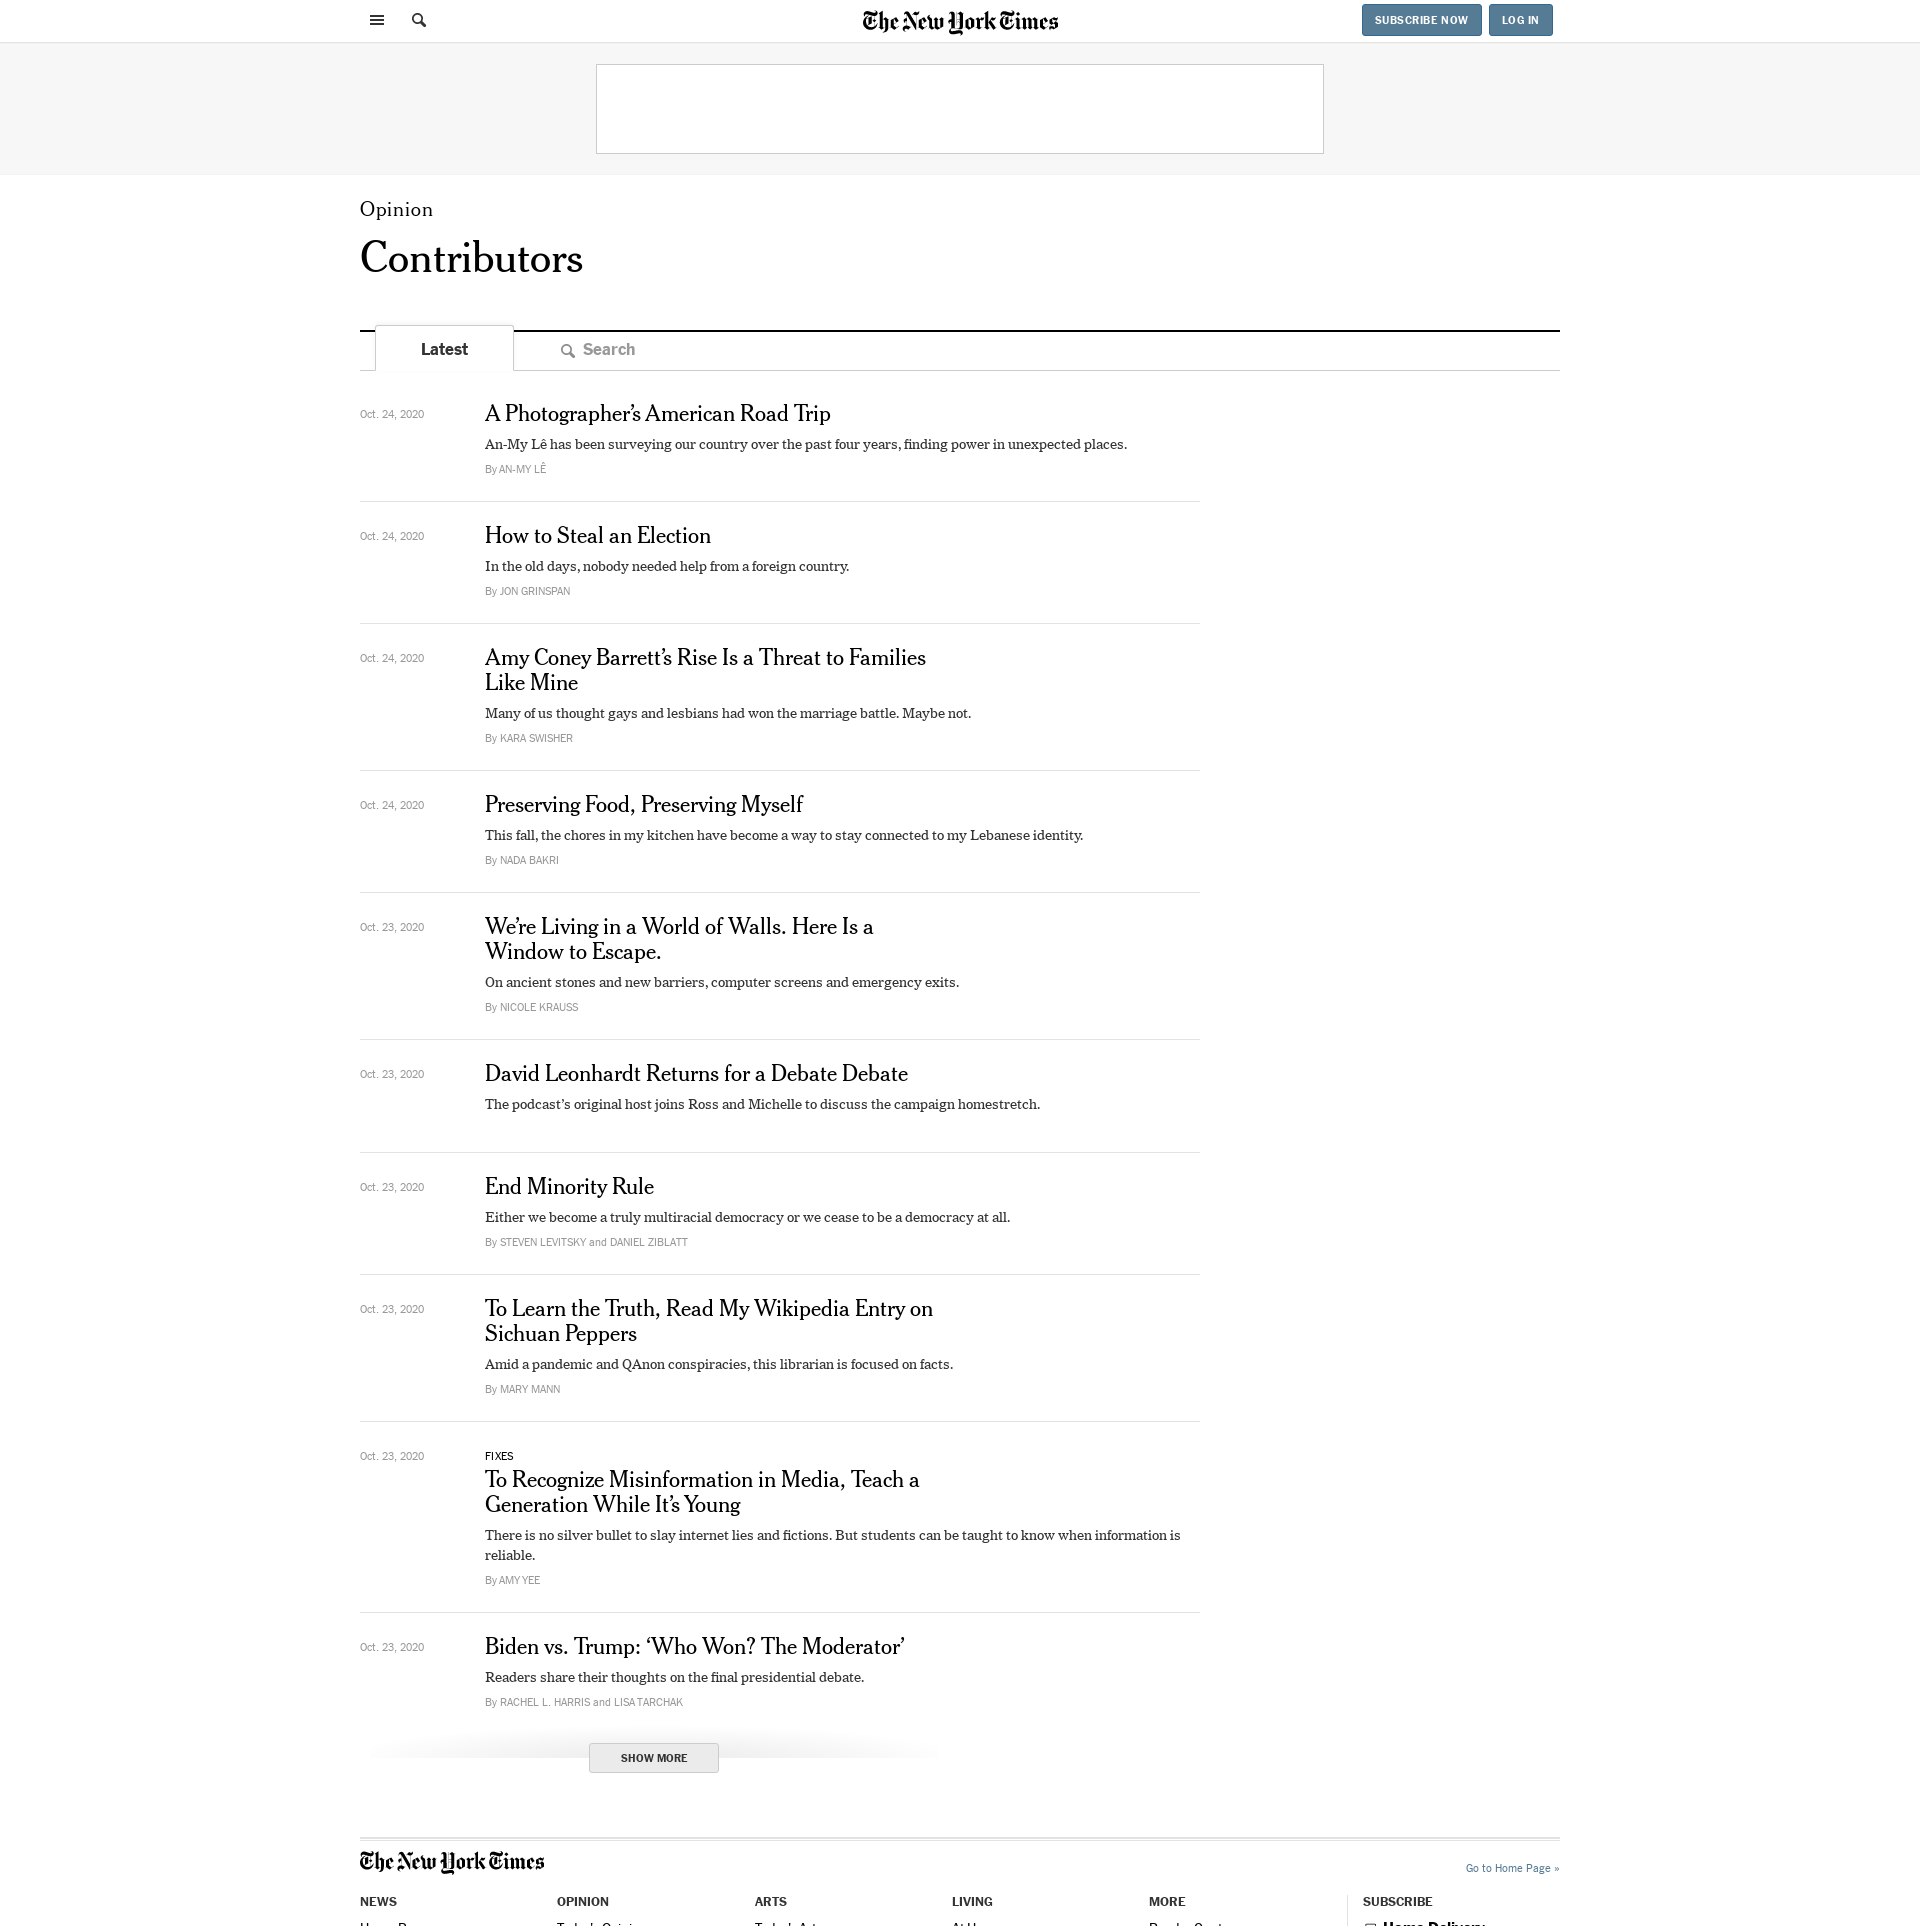 The New York Times
SUBSCRIBE NOW
LOG IN
Opinion
Contributors
Latest
Search
Oct. 24, 2020
A Photographer’s American Road Trip
An-My Lê has been surveying our country over the past four years, finding power in unexpected places.
By AN-MY LÊ
Oct. 24, 2020
How to Steal an Election
In the old days, nobody needed help from a foreign country.
By JON GRINSPAN
Oct. 24, 2020
Amy Coney Barrett’s Rise Is a Threat to Families
Like Mine
Many of us thought gays and lesbians had won the marriage battle. Maybe not.
By KARA SWISHER
Oct. 24, 2020
Preserving Food, Preserving Myself
This fall, the chores in my kitchen have become a way to stay connected to my Lebanese identity.
By NADA BAKRI
Oct. 23, 2020
We’re Living in a World of Walls. Here Is a
Window to Escape.
On ancient stones and new barriers, computer screens and emergency exits.
By NICOLE KRAUSS
Oct. 23, 2020
David Leonhardt Returns for a Debate Debate
The podcast’s original host joins Ross and Michelle to discuss the campaign homestretch.
Oct. 23, 2020
End Minority Rule
Either we become a truly multiracial democracy or we cease to be a democracy at all.
By STEVEN LEVITSKY and DANIEL ZIBLATT
Oct. 23, 2020
To Learn the Truth, Read My Wikipedia Entry on
Sichuan Peppers
Amid a pandemic and QAnon conspiracies, this librarian is focused on facts.
By MARY MANN
Oct. 23, 2020
FIXES
To Recognize Misinformation in Media, Teach a
Generation While It’s Young
There is no silver bullet to slay internet lies and fictions. But students can be taught to know when information is
reliable.
By AMY YEE
Oct. 23, 2020
Biden vs. Trump: ‘Who Won? The Moderator’
Readers share their thoughts on the final presidential debate.
By RACHEL L. HARRIS and LISA TARCHAK
SHOW MORE
The New York Times
Go to Home Page »
NEWS
OPINION
ARTS
LIVING
MORE
SUBSCRIBE
Home Delivery